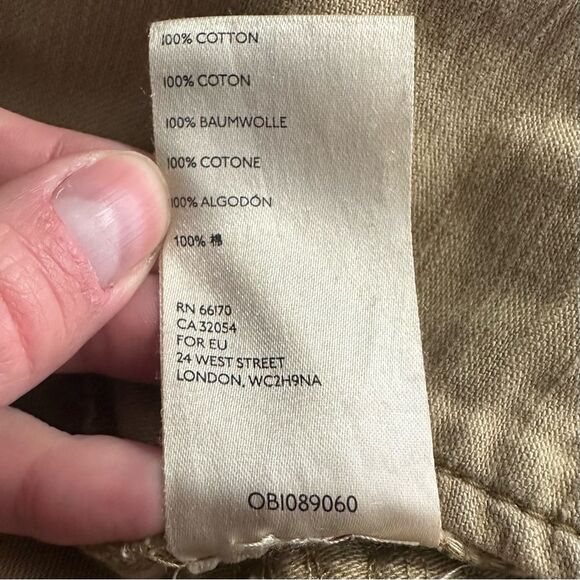 100% COTTON
100% COTON
100% BAUMWOLLE
100% COTONE
100% ALGODÓN
100% 棉
RN 66170
CA 32054
FOR EU
24 WEST STREET
LONDON, WC2H9NA
OB1089060